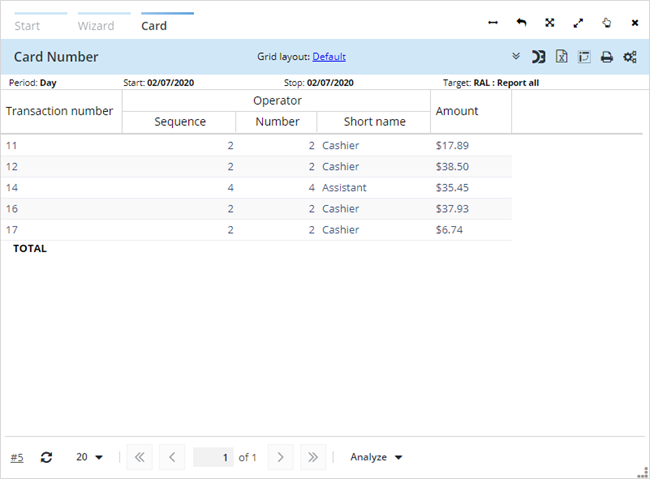 Start Wizard Card
Card Number Grid layout: Default
Period: Day Start: 02/07/2020 Stop: 02/07/2020 Target: RAL : Report all
Transaction number Operator Amount
Sequence Number Short name
11 2 2 Cashier $17.89
12 2 2 Cashier $38.50
14 4 4 Assistant $35.45
16 2 2 Cashier $37.93
17 2 2 Cashier $6.74
TOTAL
#5 20 1 of 1 Analyze